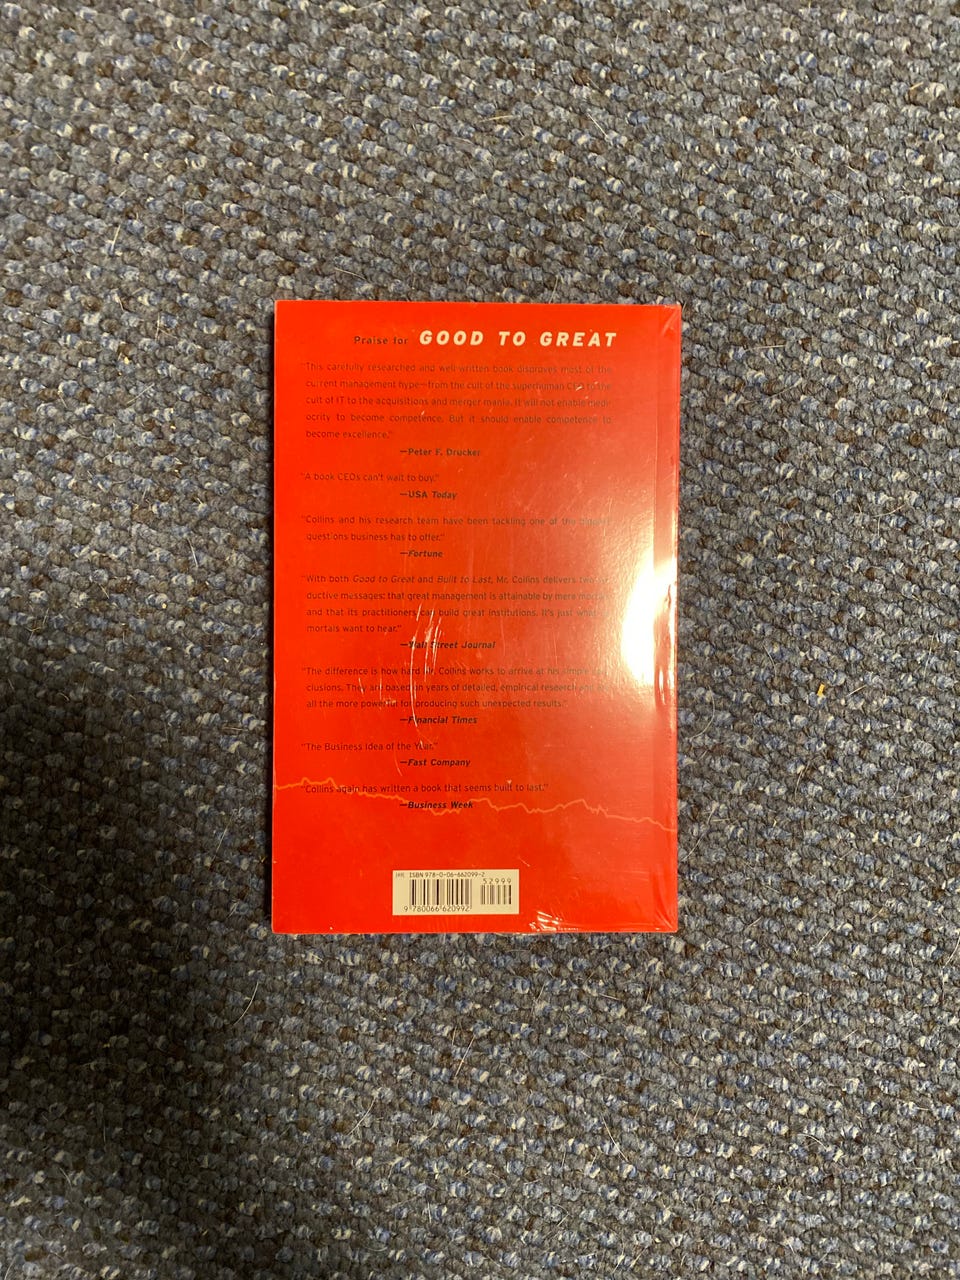 Praise for GOOD TO GREAT
"This carefully researched and well-written book disproves most of the
current management hype—from the cult of the superhuman CEO to the
cult of IT to the acquisitions and merger mania. It will not enable medi-
ocrity to become competence. But it should enable competence to
become excellence."
—Peter F. Drucker
"A book CEOs can't wait to buy."
—USA Today
"Collins and his research team have been tackling one of the biggest
questions business has to offer."
—Fortune
"With both Good to Great and Built to Last, Mr. Collins delivers two
ductive messages: that great management is attainable by mere mortals
and that its practitioners can build great institutions. It's just what
mortals want to hear."
—Wall Street Journal
"The difference is how hard Mr. Collins works to arrive at his simple
clusions. They are based on years of detailed, empirical research and
all the more powerful for producing such unexpected results."
—Financial Times
"The Business Idea of the Year."
—Fast Company
"Collins again has written a book that seems built to last."
—Business Week
ISBN 978-0-06-662099-2
52999
9 780066 620992